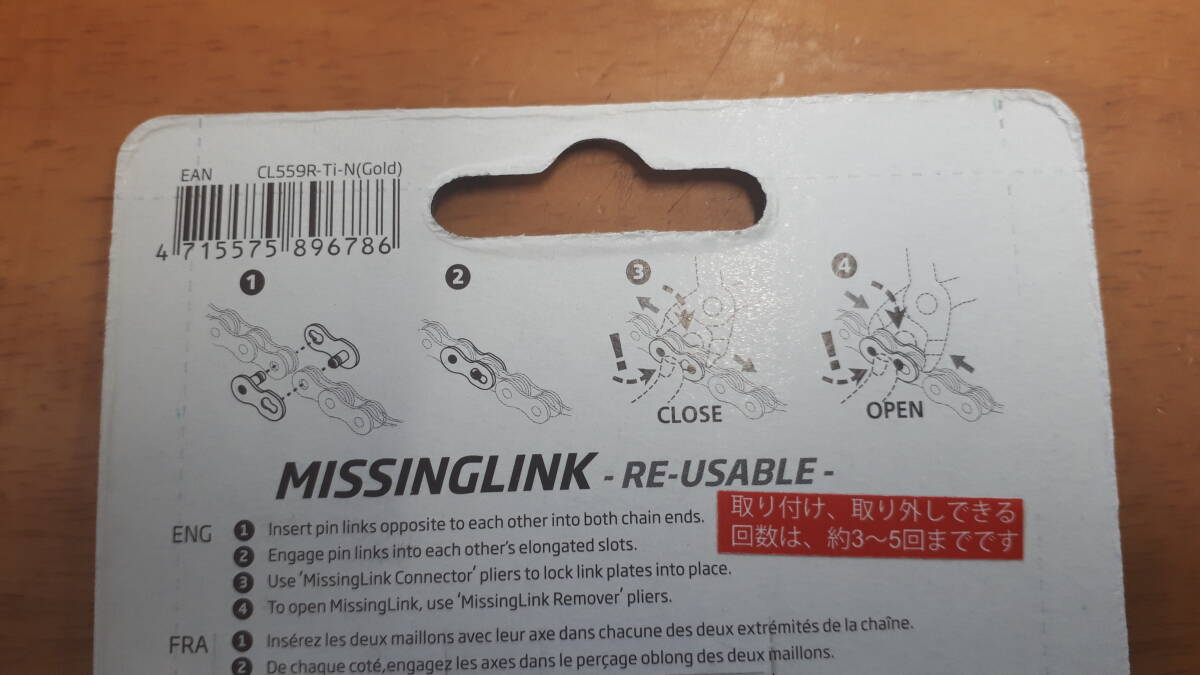 EAN CL559R-Ti-N(Gold)
4 715575 896786
1 2 3 4
CLOSE OPEN
MISSINGLINK - RE-USABLE -
取り付け、取り外しできる
回数は、約3～5回までです
ENG 1 Insert pin links opposite to each other into both chain ends.
2 Engage pin links into each other's elongated slots.
3 Use 'MissingLink Connector' pliers to lock link plates into place.
4 To open MissingLink, use 'MissingLink Remover' pliers.
FRA 1 Insérez les deux maillons avec leur axe dans chacune des deux extrémités de la chaîne.
2 De chaque coté,engagez les axes dans le perçage oblong des deux maillons.